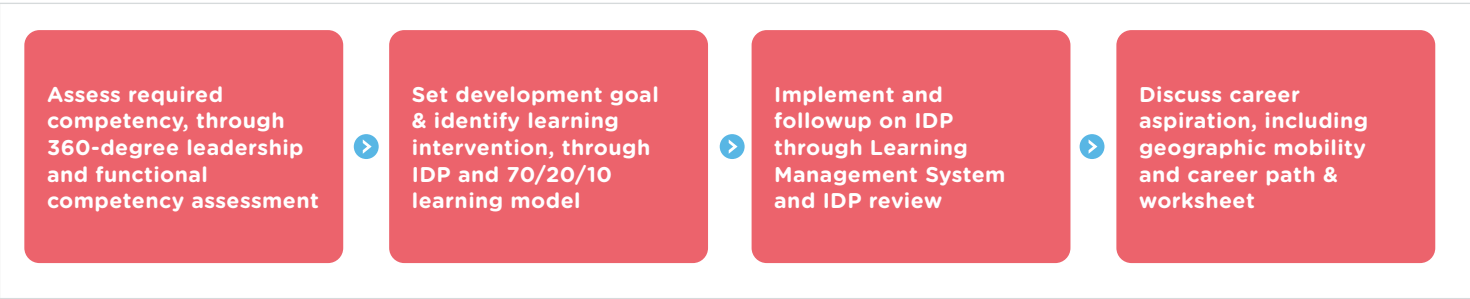 Assess required
competency, through
360-degree leadership
and functional
competency assessment
Set development goal
& identify learning
intervention, through
IDP and 70/20/10
learning model
Implement and
followup on IDP
through Learning
Management System
and IDP review
Discuss career
aspiration, including
geographic mobility
and career path &
worksheet